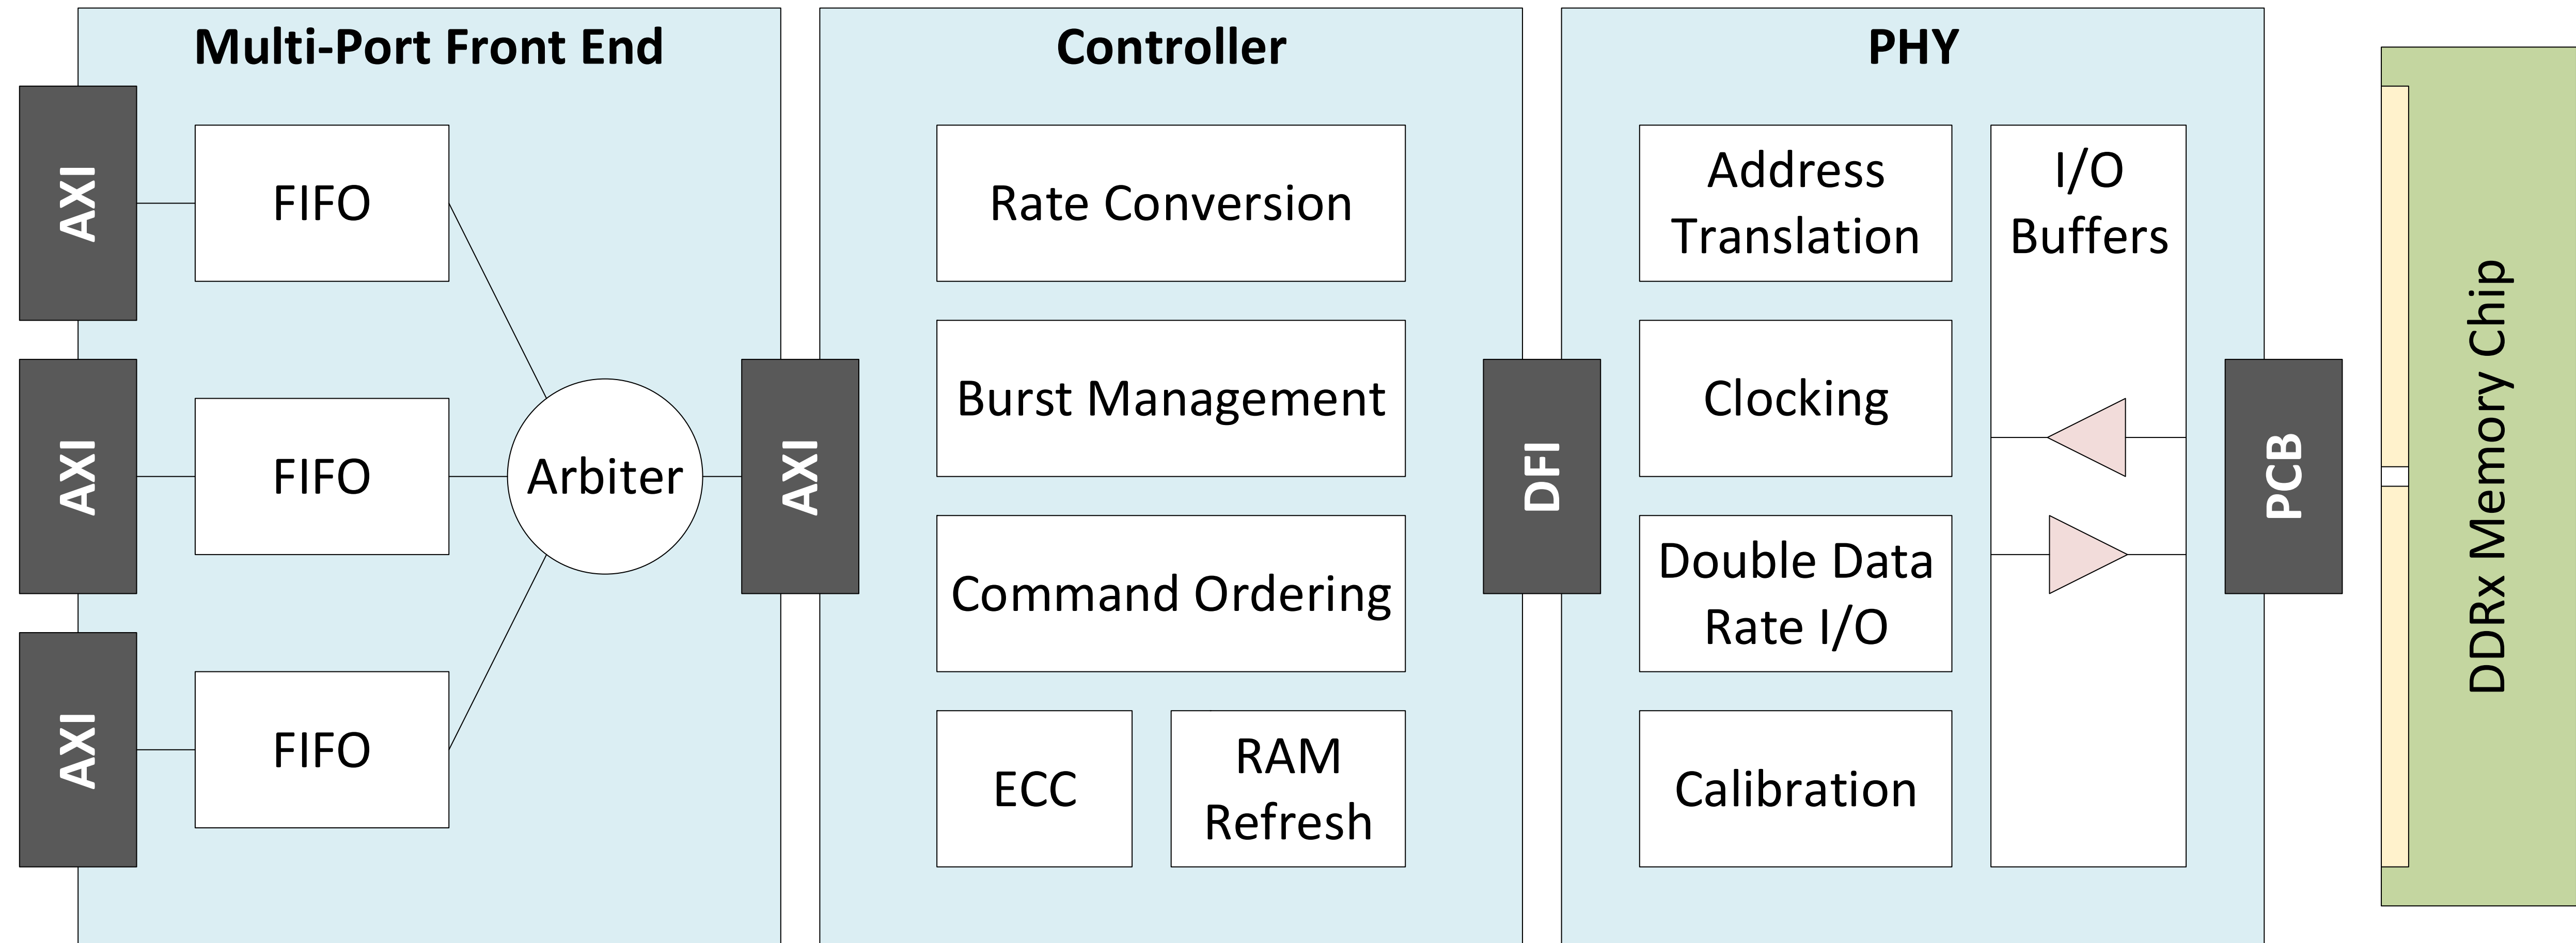 Multi-Port Front End
AXI
FIFO
AXI
FIFO
Arbiter
AXI
FIFO
AXI
Controller
Rate Conversion
Burst Management
Command Ordering
ECC
RAM
Refresh
DFI
PHY
Address
Translation
Clocking
Double Data
Rate I/O
Calibration
I/O
Buffers
PCB
DDRx Memory Chip